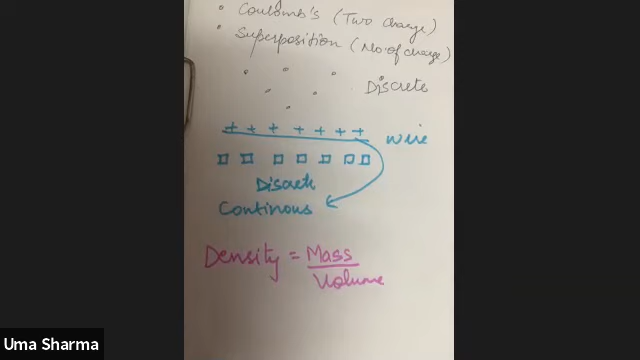 • Coulomb's (Two charge)
• Superposition (No. of charge)
Discrete
+ + + + + + +
wire
Discrete
Continous
Density = Mass
Volume
Uma Sharma